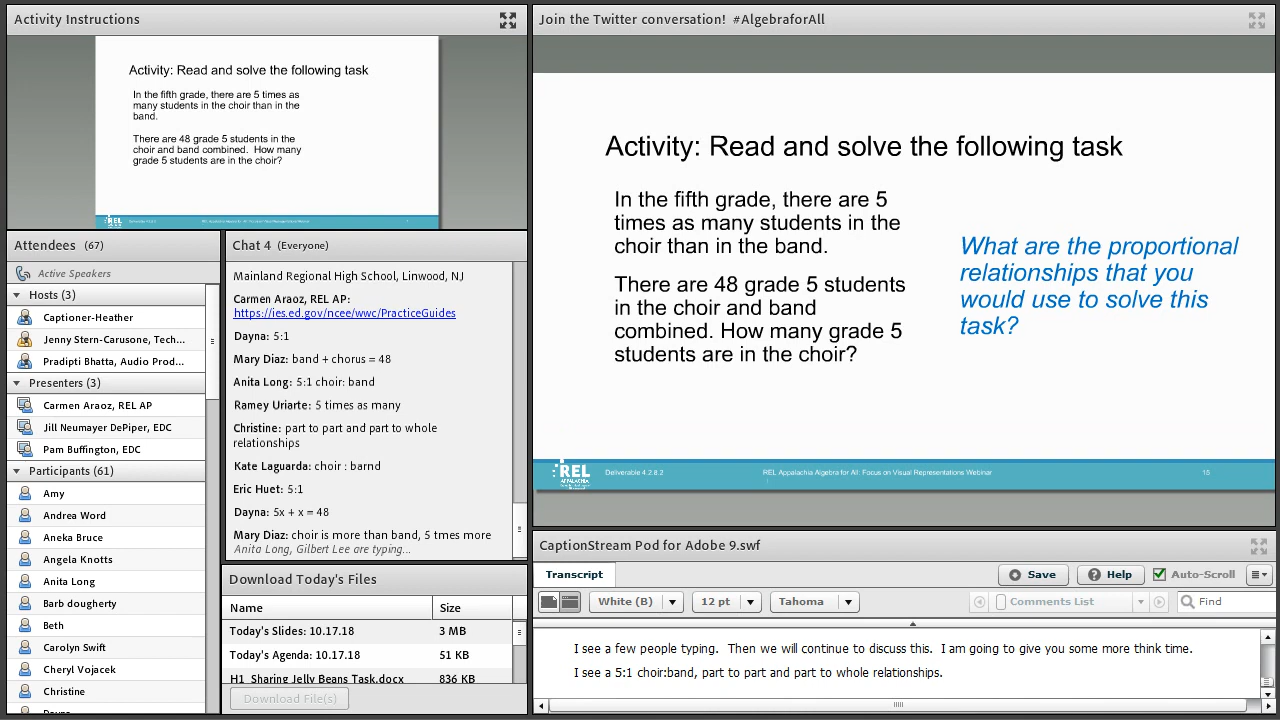 Activity Instructions
Activity: Read and solve the following task
In the fifth grade, there are 5 times as
many students in the choir than in the
band.
There are 48 grade 5 students in the
choir and band combined. How many
grade 5 students are in the choir?
REL
Attendees (67)
Active Speakers
Hosts (3)
Captioner-Heather
Jenny Stern-Carusone, Tech...
Pradipti Bhatta, Audio Prod...
Presenters (3)
Carmen Araoz, REL AP
Jill Neumayer DePiper, EDC
Pam Buffington, EDC
Participants (61)
Amy
Andrea Word
Aneka Bruce
Angela Knotts
Anita Long
Barb dougherty
Beth
Carolyn Swift
Cheryl Vojacek
Christine
Chat 4 (Everyone)
Mainland Regional High School, Linwood, NJ
Carmen Araoz, REL AP:
https://ies.ed.gov/ncee/wwc/PracticeGuides
Dayna: 5:1
Mary Diaz: band + chorus = 48
Anita Long: 5:1 choir: band
Ramey Uriarte: 5 times as many
Christine: part to part and part to whole
relationships
Kate Laguarda: choir : barnd
Eric Huet: 5:1
Dayna: 5x + x = 48
Mary Diaz: choir is more than band, 5 tmes more
Anita Long, Gilbert Lee are typing...
Download Today's Files
Name Size
Today's Slides: 10.17.18 3 MB
Today's Agenda: 10.17.18 51 KB
H1_Sharing Jelly Beans Task.docx 836 KB
Download File(s)
Join the Twitter conversation! #AlgebraforAll
Activity: Read and solve the following task
In the fifth grade, there are 5
times as many students in the
choir than in the band.
There are 48 grade 5 students
in the choir and band
combined. How many grade 5
students are in the choir?
What are the proportional
relationships that you
would use to solve this
task?
REL
APPALACHIA
Deliverable 4.2.8.2
REL Appalachia Algebra for All: Focus on Visual Representations Webinar
15
CaptionStream Pod for Adobe 9.swf
Transcript Save Help Auto-Scroll
White (B) 12 pt Tahoma Comments List Find
I see a few people typing. Then we will continue to discuss this. I am going to give you some more think time.
I see a 5:1 choir:band, part to part and part to whole relationships.